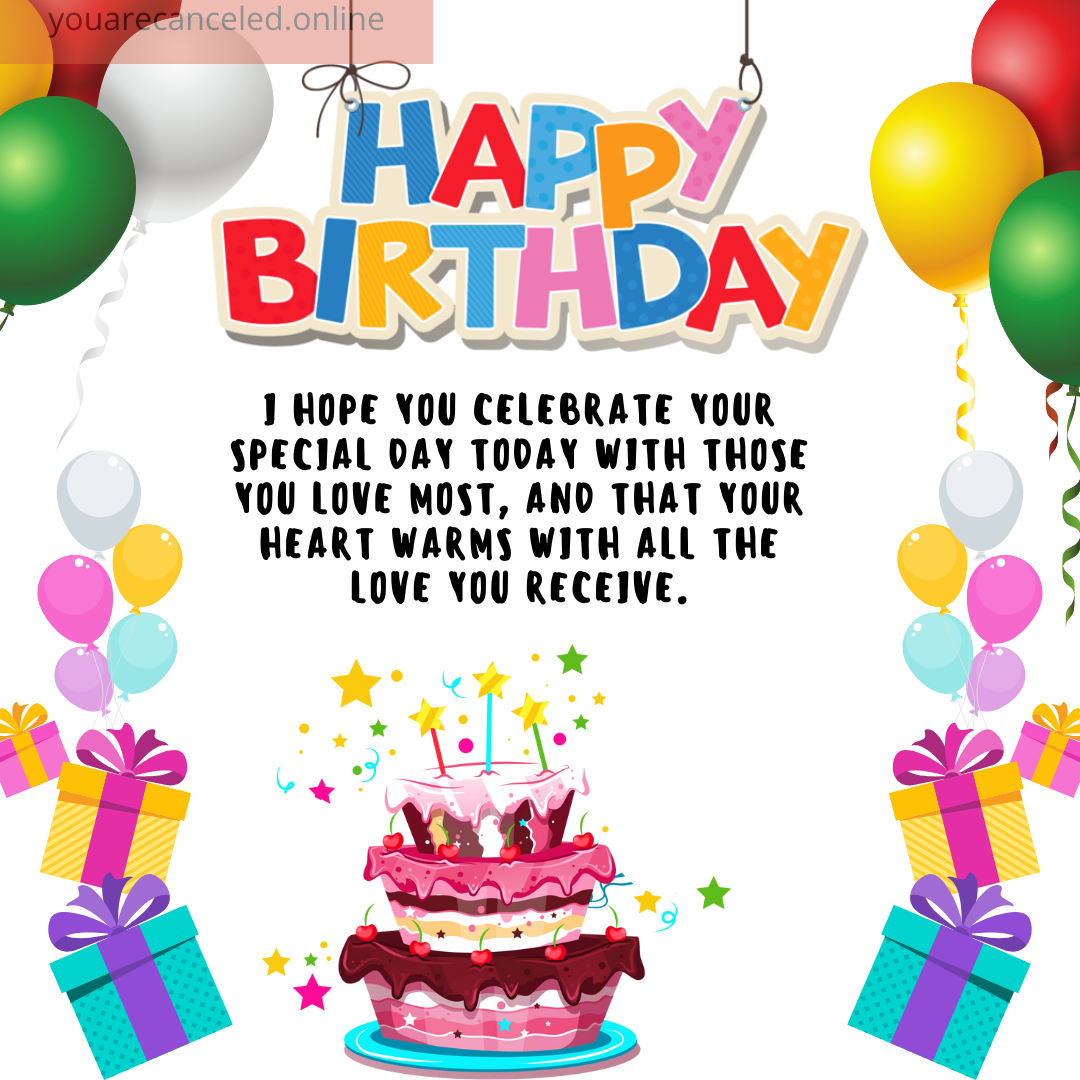 youarecanceled.online
HAPPY
BIRTHDAY
I HOPE YOU CELEBRATE YOUR
SPECIAL DAY TODAY WITH THOSE
YOU LOVE MOST, AND THAT YOUR
HEART WARMS WITH ALL THE
LOVE YOU RECEIVE.